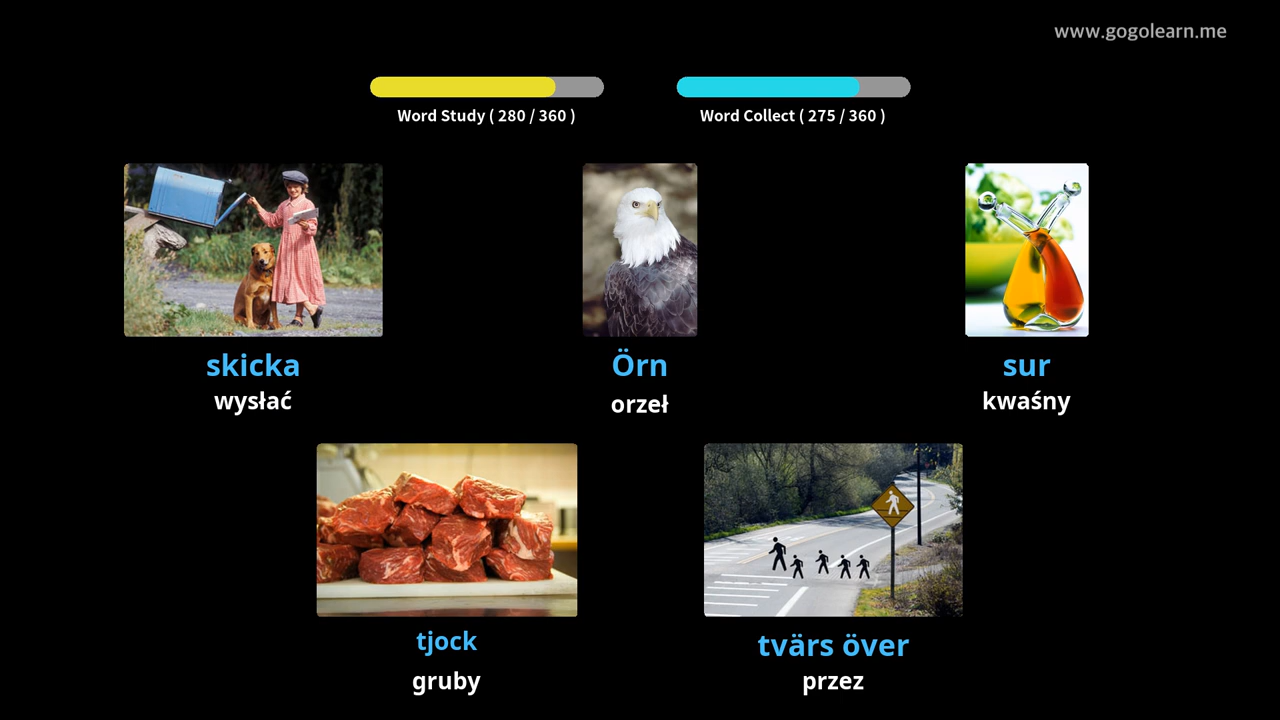 www.gogolearn.me
Word Study ( 280 / 360 )
Word Collect ( 275 / 360 )
skicka
wysłać
Örn
orzeł
sur
kwaśny
tjock
gruby
tvärs över
przez